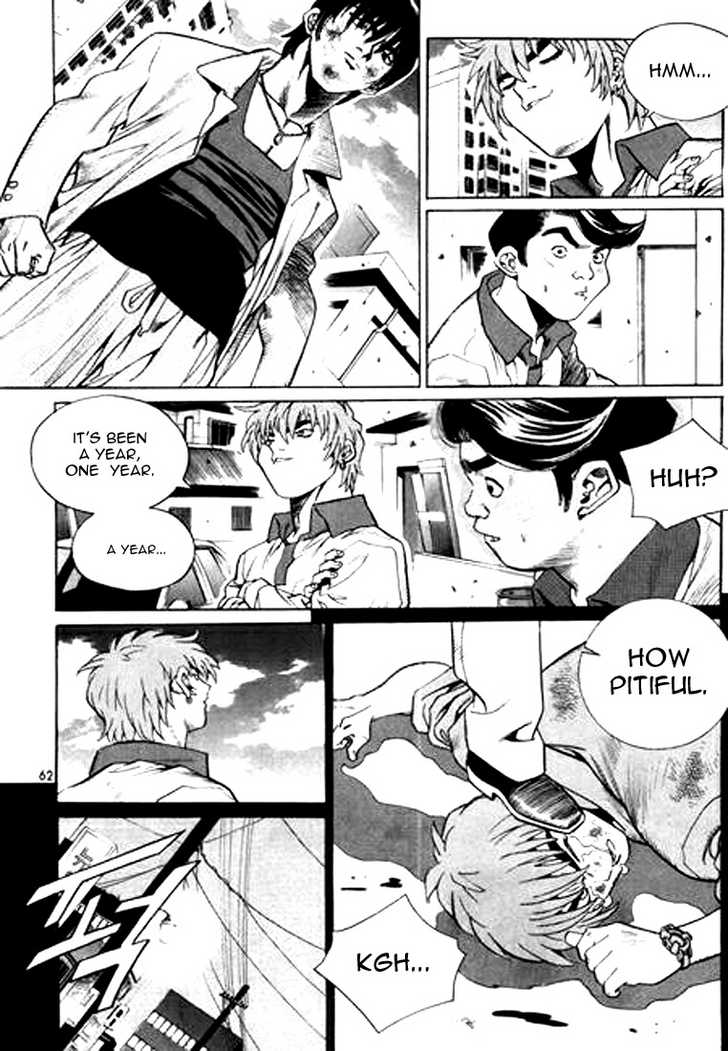 HMM...
IT'S BEEN
A YEAR,
ONE YEAR.
A YEAR...
HUH?
HOW
PITIFUL.
62
KGH...